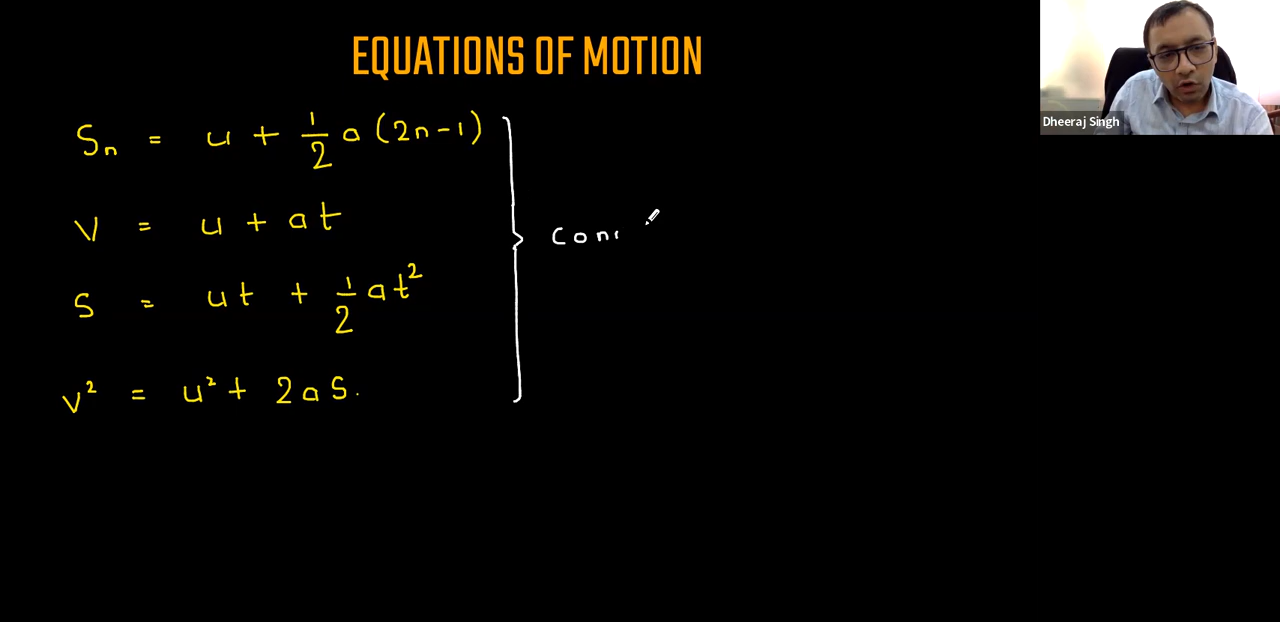 EQUATIONS OF MOTION
Sₙ = u + 1/2 a (2n-1)
v = u + at
S = ut + 1/2 at²
v² = u² + 2aS.
Dheeraj Singh